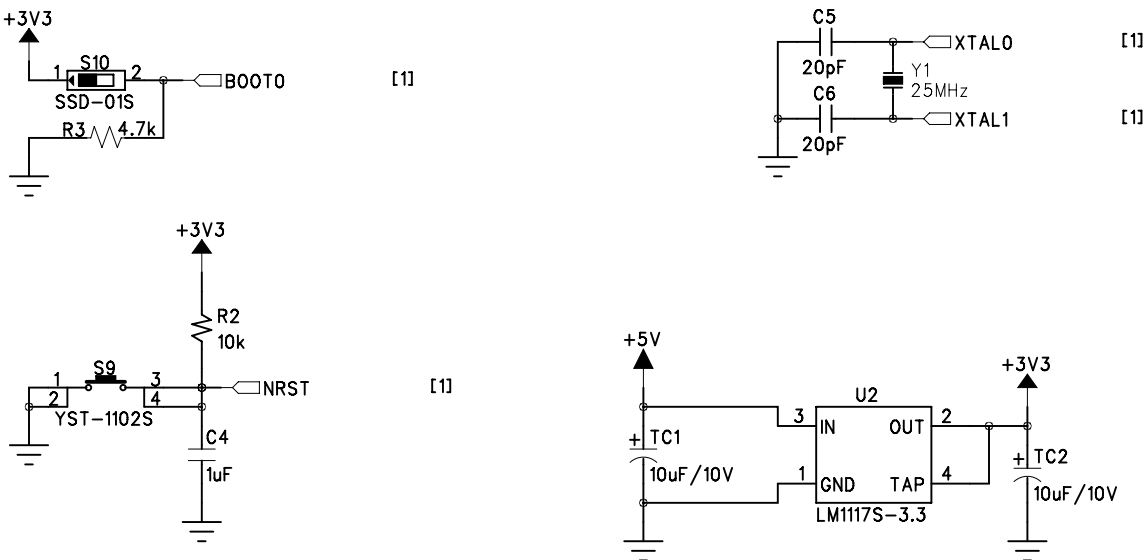 +3V3
S10
1
2
BOOT0
[1]
SSD-01S
R3
4.7k
C5
XTAL0
[1]
20pF
Y1
25MHz
C6
XTAL1
[1]
20pF
+3V3
R2
10k
S9
1
3
NRST
[1]
2
4
YST-1102S
C4
1uF
+5V
+3V3
U2
3
IN
OUT
2
+
TC1
10uF/10V
1
GND
TAP
4
+
TC2
10uF/10V
LM1117S-3.3